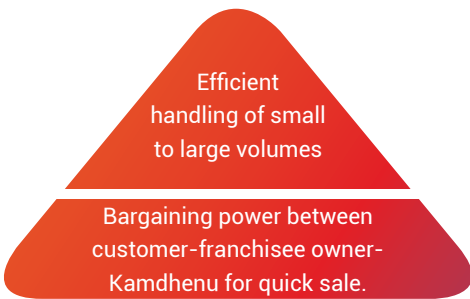 Efficient
handling of small
to large volumes
Bargaining power between
customer-franchisee owner-
Kamdhenu for quick sale.